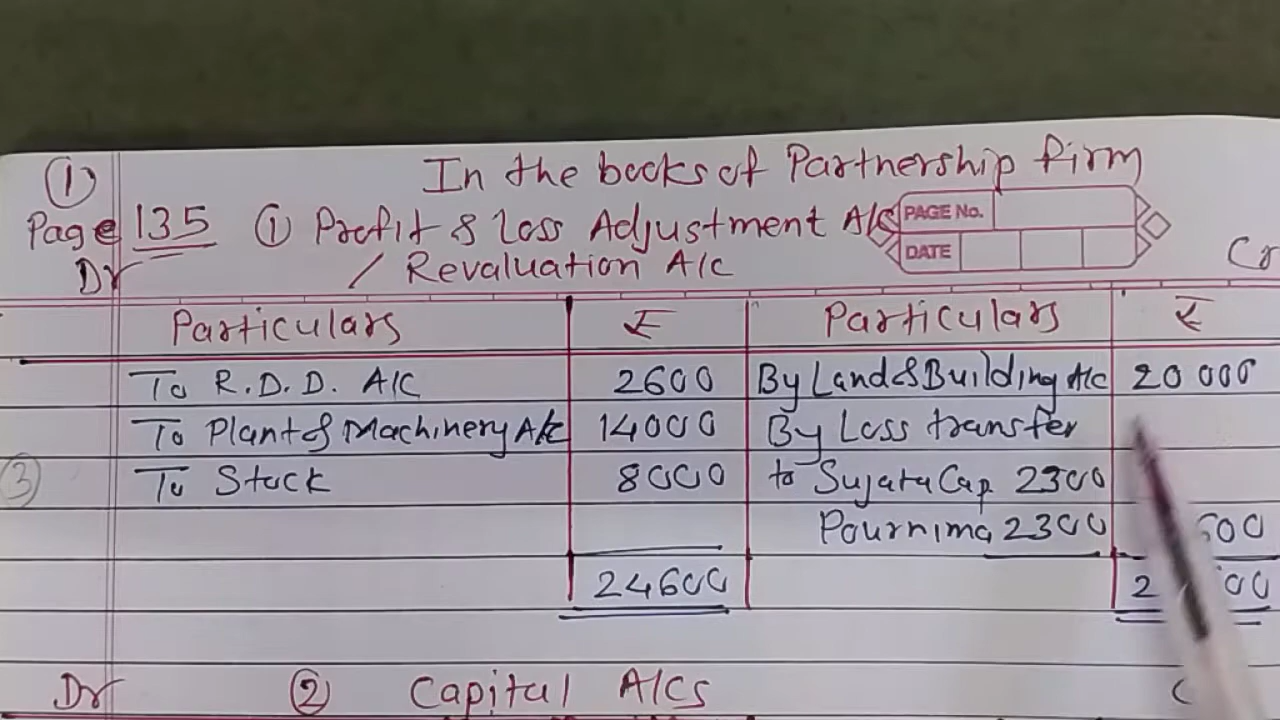 ① In the books of Partnership firm
Page 135 ① Profit & Loss Adjustment A/c PAGE No.
/ Revaluation A/c DATE
Dr Cr
Particulars ₹ Particulars ₹
To R.D.D. A/C 2600 By Land & Building A/c 20 000
To Plant & Machinery A/c 14000 By Loss transfer
③ To Stock 8000 to Sujata Cap 2300
Pournima 2300
24600
Dr ② Capital A/Cs